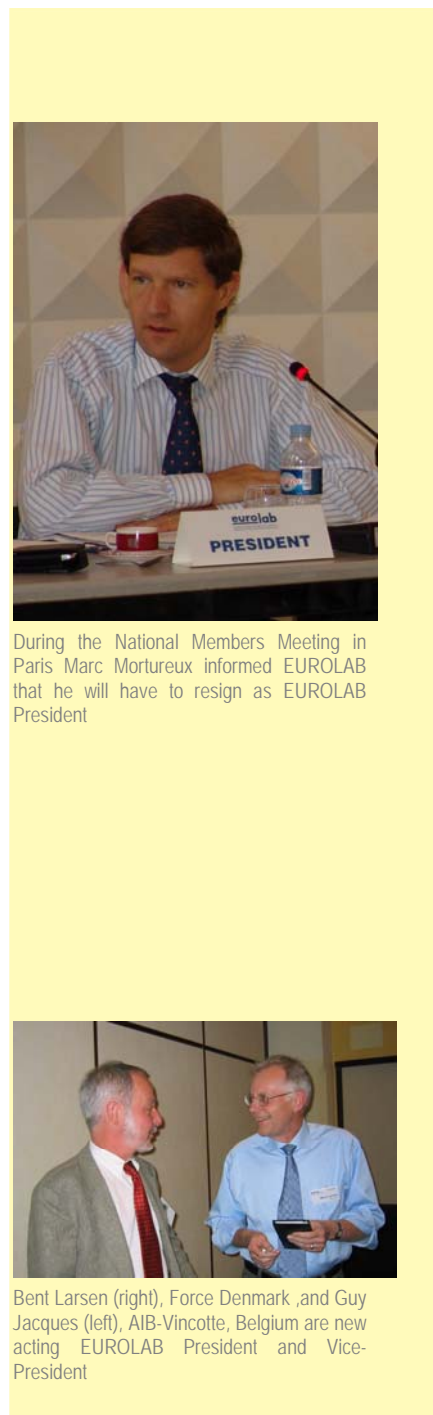 eurolab
PRESIDENT
During the National Members Meeting in
Paris Marc Mortureux informed EUROLAB
that he will have to resign as EUROLAB
President
Bent Larsen (right), Force Denmark ,and Guy
Jacques (left), AIB-Vincotte, Belgium are new
acting EUROLAB President and Vice-
President